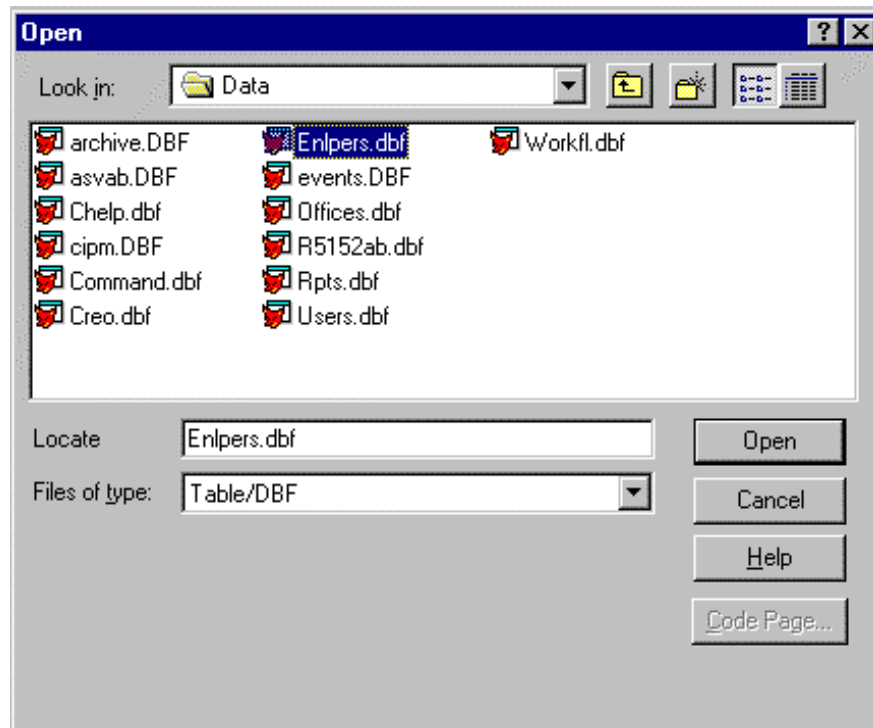 Open
Look in: Data
archive.DBF
asvab.DBF
Chelp.dbf
cipm.DBF
Command.dbf
Creo.dbf
Enlpers.dbf
events.DBF
Offices.dbf
R5152ab.dbf
Rpts.dbf
Users.dbf
Workfl.dbf
Locate Enlpers.dbf
Open
Files of type: Table/DBF
Cancel
Help
Code Page...